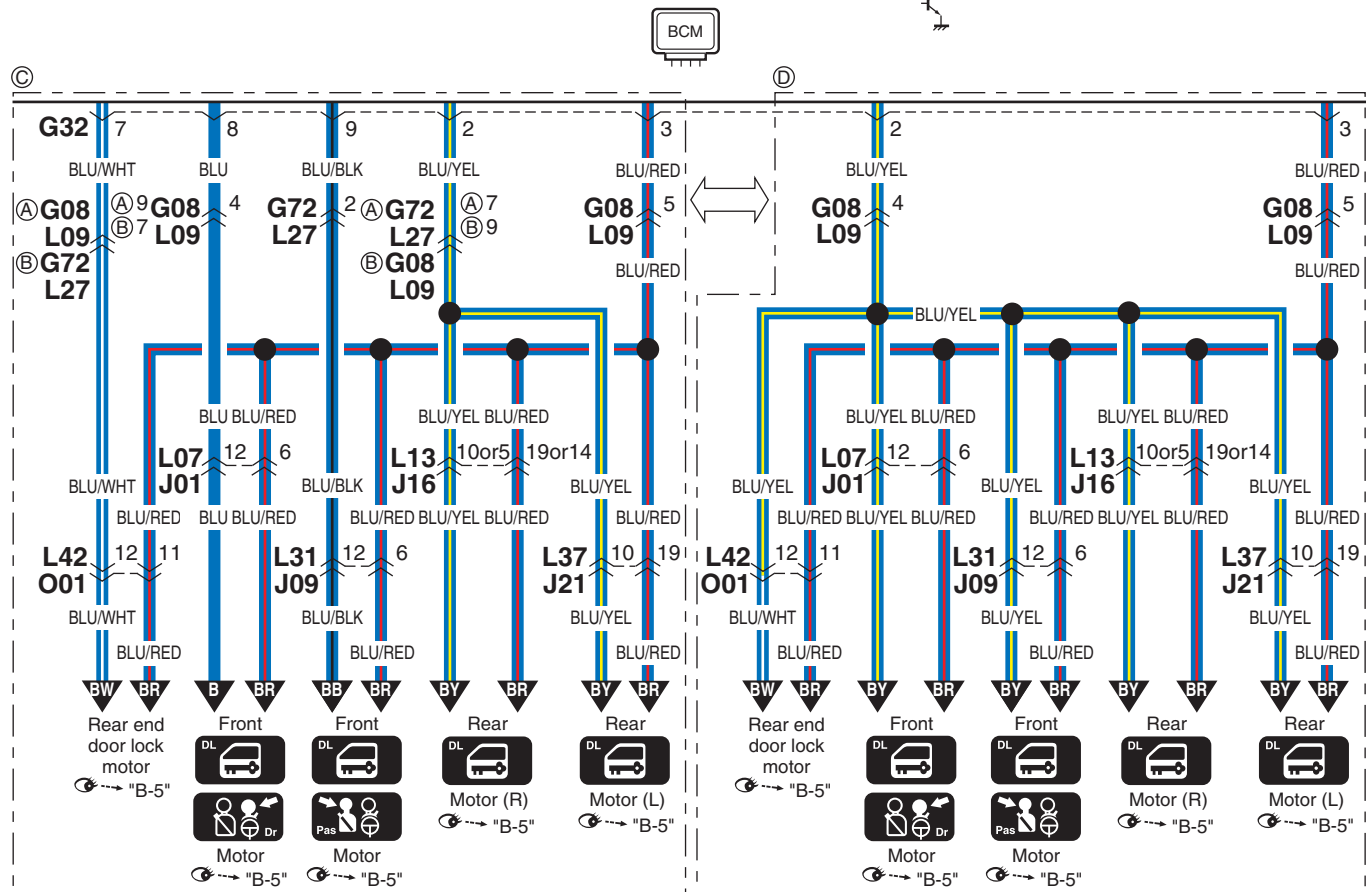 BCM
Ⓒ Ⓓ
G32 7 8 9 2 3 2 3
BLU/WHT BLU BLU/BLK BLU/YEL BLU/RED BLU/YEL BLU/RED
ⒶG08 Ⓐ9 G08 4 G72 2 ⒶG72 Ⓐ7 G08 5 G08 4 G08 5
L09 Ⓑ7 L09 L27 L27 Ⓑ9 L09 L09 L09
ⒷG72 ⒷG08 BLU/RED BLU/RED
L27 L09
BLU/YEL
BLU BLU/RED BLU/YEL BLU/RED BLU/YEL BLU/RED BLU/YEL BLU/RED
L07 12 6 L13 10or5 19or14 L07 12 6 L13 10or5 19or14
J01 J16 J01 J16
BLU/WHT BLU/BLK BLU/YEL BLU/YEL BLU/YEL BLU/YEL
BLU/RED BLU BLU/RED BLU/RED BLU/YEL BLU/RED BLU/RED BLU/RED BLU/YEL BLU/RED BLU/RED BLU/YEL BLU/RED BLU/RED
L42 12 11 L31 12 6 L37 10 19 L42 12 11 L31 12 6 L37 10 19
O01 J09 J21 O01 J09 J21
BLU/WHT BLU/BLK BLU/YEL BLU/WHT BLU/YEL BLU/YEL
BLU/RED BLU/RED BLU/RED BLU/RED BLU/RED BLU/RED
BW BR B BR BB BR BY BR BY BR BW BR BY BR BY BR BY BR BY BR
Rear end Front Front Rear Rear Rear end Front Front Rear Rear
door lock DL DL DL DL door lock DL DL DL DL
motor motor
"B-5" "B-5"
Motor (R) Motor (L) Motor (R) Motor (L)
"B-5" "B-5" "B-5" "B-5"
Dr Pas Dr Pas
Motor Motor Motor Motor
"B-5" "B-5" "B-5" "B-5"